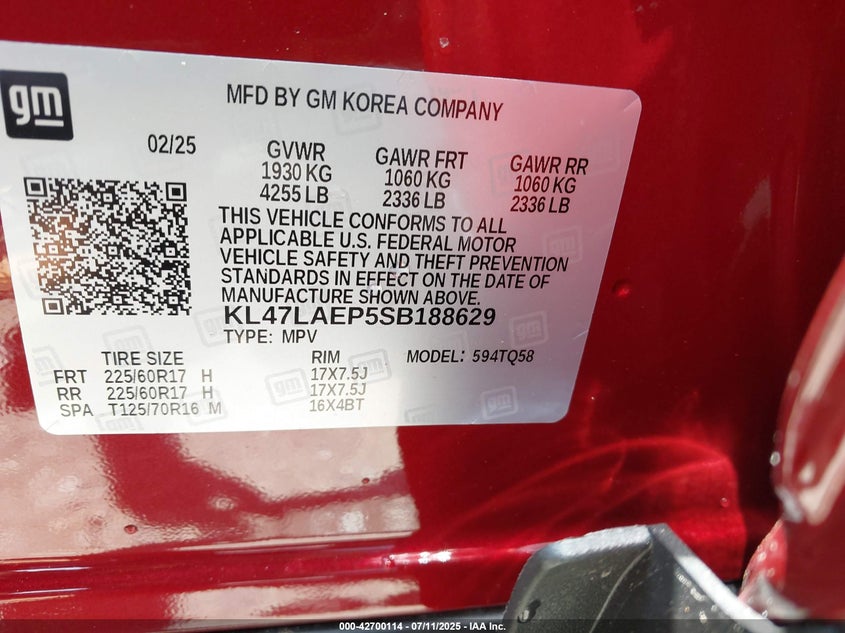 gm
MFD BY GM KOREA COMPANY
02/25
GVWR
1930 KG
4255 LB
GAWR FRT
1060 KG
2336 LB
GAWR RR
1060 KG
2336 LB
THIS VEHICLE CONFORMS TO ALL
APPLICABLE U.S. FEDERAL MOTOR
VEHICLE SAFETY AND THEFT PREVENTION
STANDARDS IN EFFECT ON THE DATE OF
MANUFACTURE SHOWN ABOVE.
KL47LAEP5SB188629
TYPE: MPV
TIRE SIZE RIM MODEL: 594TQ58
FRT 225/60R17 H 17X7.5J
RR 225/60R17 H 17X7.5J
SPA T125/70R16 M 16X4BT
000-42700114 - 07/11/2025 - IAA Inc.